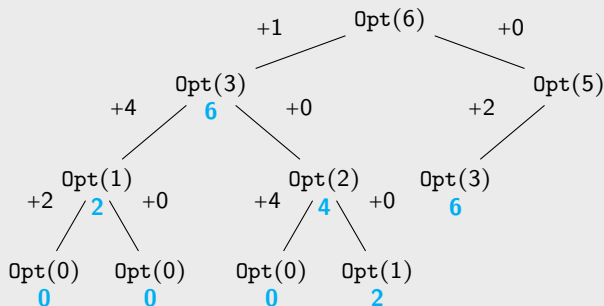 Opt(6)
+1 +0
Opt(3) Opt(5)
6
+4 +0 +2
Opt(1) Opt(2) Opt(3)
2 4 6
+2 +0 +4 +0
Opt(0) Opt(0) Opt(0) Opt(1)
0 0 0 2